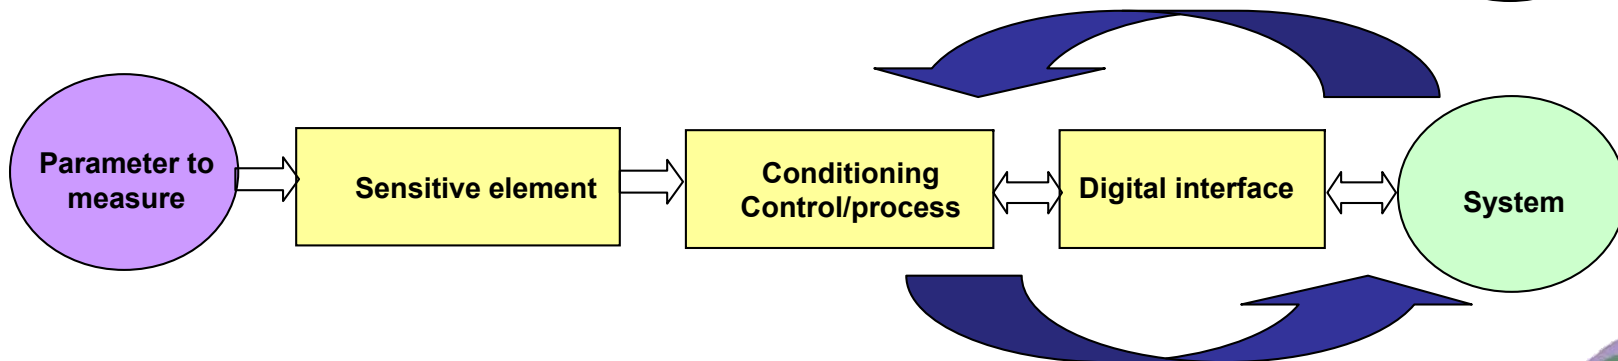 Parameter to
measure
Sensitive element
Conditioning
Control/process
Digital interface
System